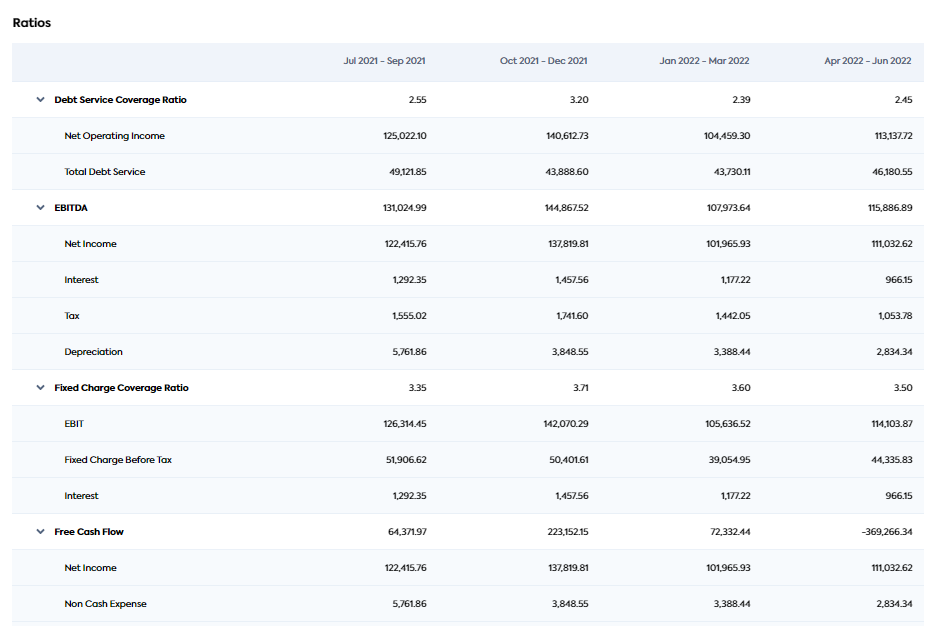 Ratios
Jul 2021 - Sep 2021 Oct 2021 - Dec 2021 Jan 2022 - Mar 2022 Apr 2022 - Jun 2022
Debt Service Coverage Ratio 2.55 3.20 2.39 2.45
Net Operating Income 125,022.10 140,612.73 104,459.30 113,137.72
Total Debt Service 49,121.85 43,888.60 43,730.11 46,180.55
EBITDA 131,024.99 144,867.52 107,973.64 115,886.89
Net Income 122,415.76 137,819.81 101,965.93 111,032.62
Interest 1,292.35 1,457.56 1,177.22 966.15
Tax 1,555.02 1,741.60 1,442.05 1,053.78
Depreciation 5,761.86 3,848.55 3,388.44 2,834.34
Fixed Charge Coverage Ratio 3.35 3.71 3.60 3.50
EBIT 126,314.45 142,070.29 105,636.52 114,103.87
Fixed Charge Before Tax 51,906.62 50,401.61 39,054.95 44,335.83
Interest 1,292.35 1,457.56 1,177.22 966.15
Free Cash Flow 64,371.97 223,152.15 72,332.44 -369,266.34
Net Income 122,415.76 137,819.81 101,965.93 111,032.62
Non Cash Expense 5,761.86 3,848.55 3,388.44 2,834.34